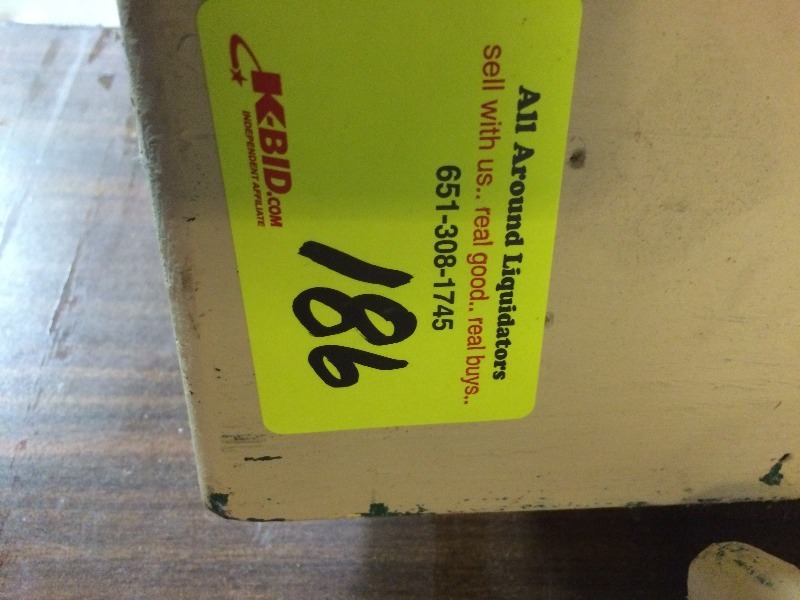 All Around Liquidators
sell with us.. real good.. real buys..
651-308-1745
186
K-BID.COM
INDEPENDENT AFFILIATE